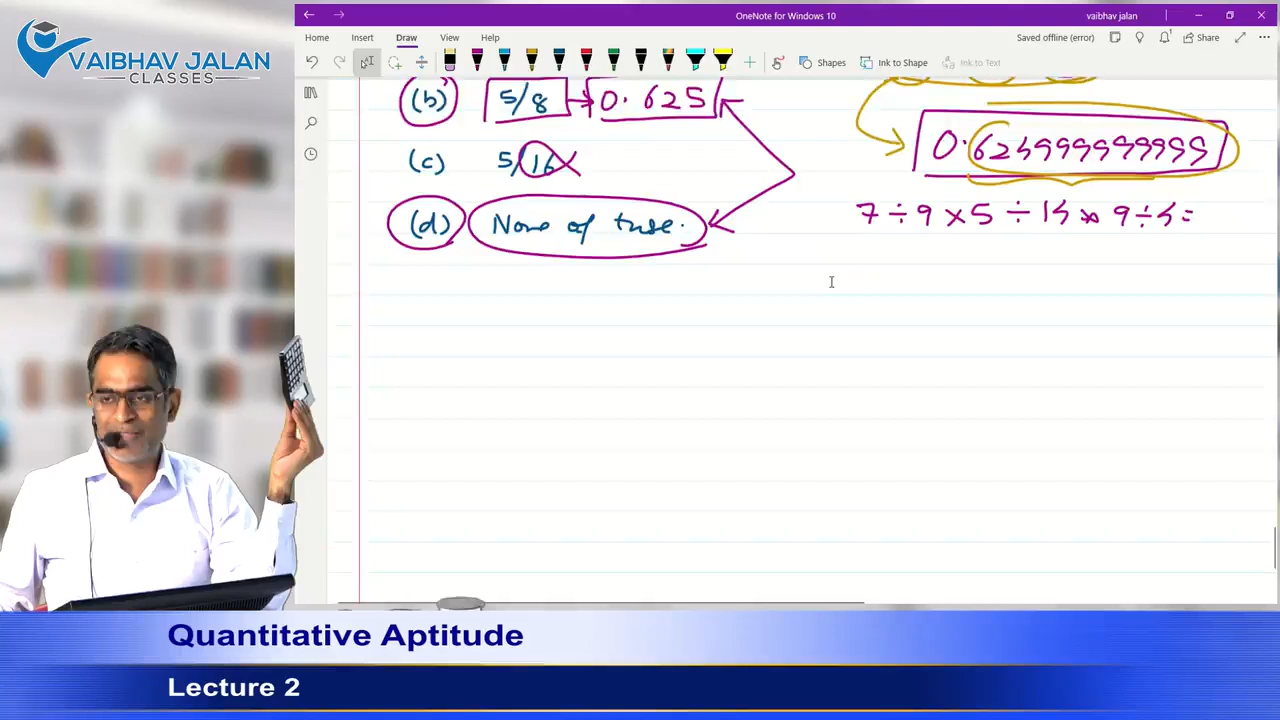 VAIBHAV JALAN
CLASSES
OneNote for Windows 10
vaibhav jalan
Home Insert Draw View Help
Saved offline (error)
Share
Shapes
Ink to Shape
Ink to Text
(b) 5/8 → 0.625
0.624999999999
(c) 5/16
7 ÷ 9 × 5 ÷ 14 × 9 ÷ 4 =
(d) None of these.
Quantitative Aptitude
Lecture 2